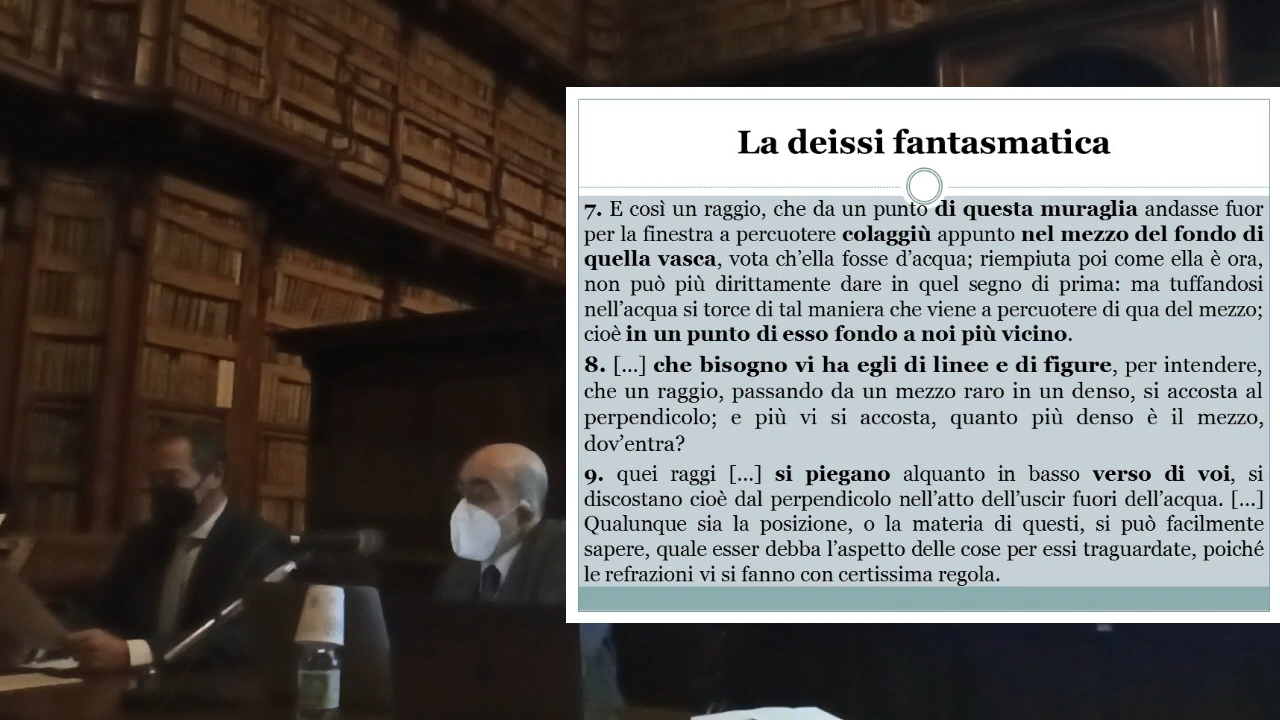 La deissi fantasmatica
7. E così un raggio, che da un punto di questa muraglia andasse fuor
per la finestra a percuotere colaggiù appunto nel mezzo del fondo di
quella vasca, vota ch'ella fosse d'acqua; riempiuta poi come ella è ora,
non può più dirittamente dare in quel segno di prima: ma tuffandosi
nell'acqua si torce di tal maniera che viene a percuotere di qua del mezzo;
cioè in un punto di esso fondo a noi più vicino.
8. […] che bisogno vi ha egli di linee e di figure, per intendere,
che un raggio, passando da un mezzo raro in un denso, si accosta al
perpendicolo; e più vi si accosta, quanto più denso è il mezzo,
dov'entra?
9. quei raggi […] si piegano alquanto in basso verso di voi, si
discostano cioè dal perpendicolo nell'atto dell'uscir fuori dell'acqua. […]
Qualunque sia la posizione, o la materia di questi, si può facilmente
sapere, quale esser debba l'aspetto delle cose per essi traguardate, poiché
le refrazioni vi si fanno con certissima regola.